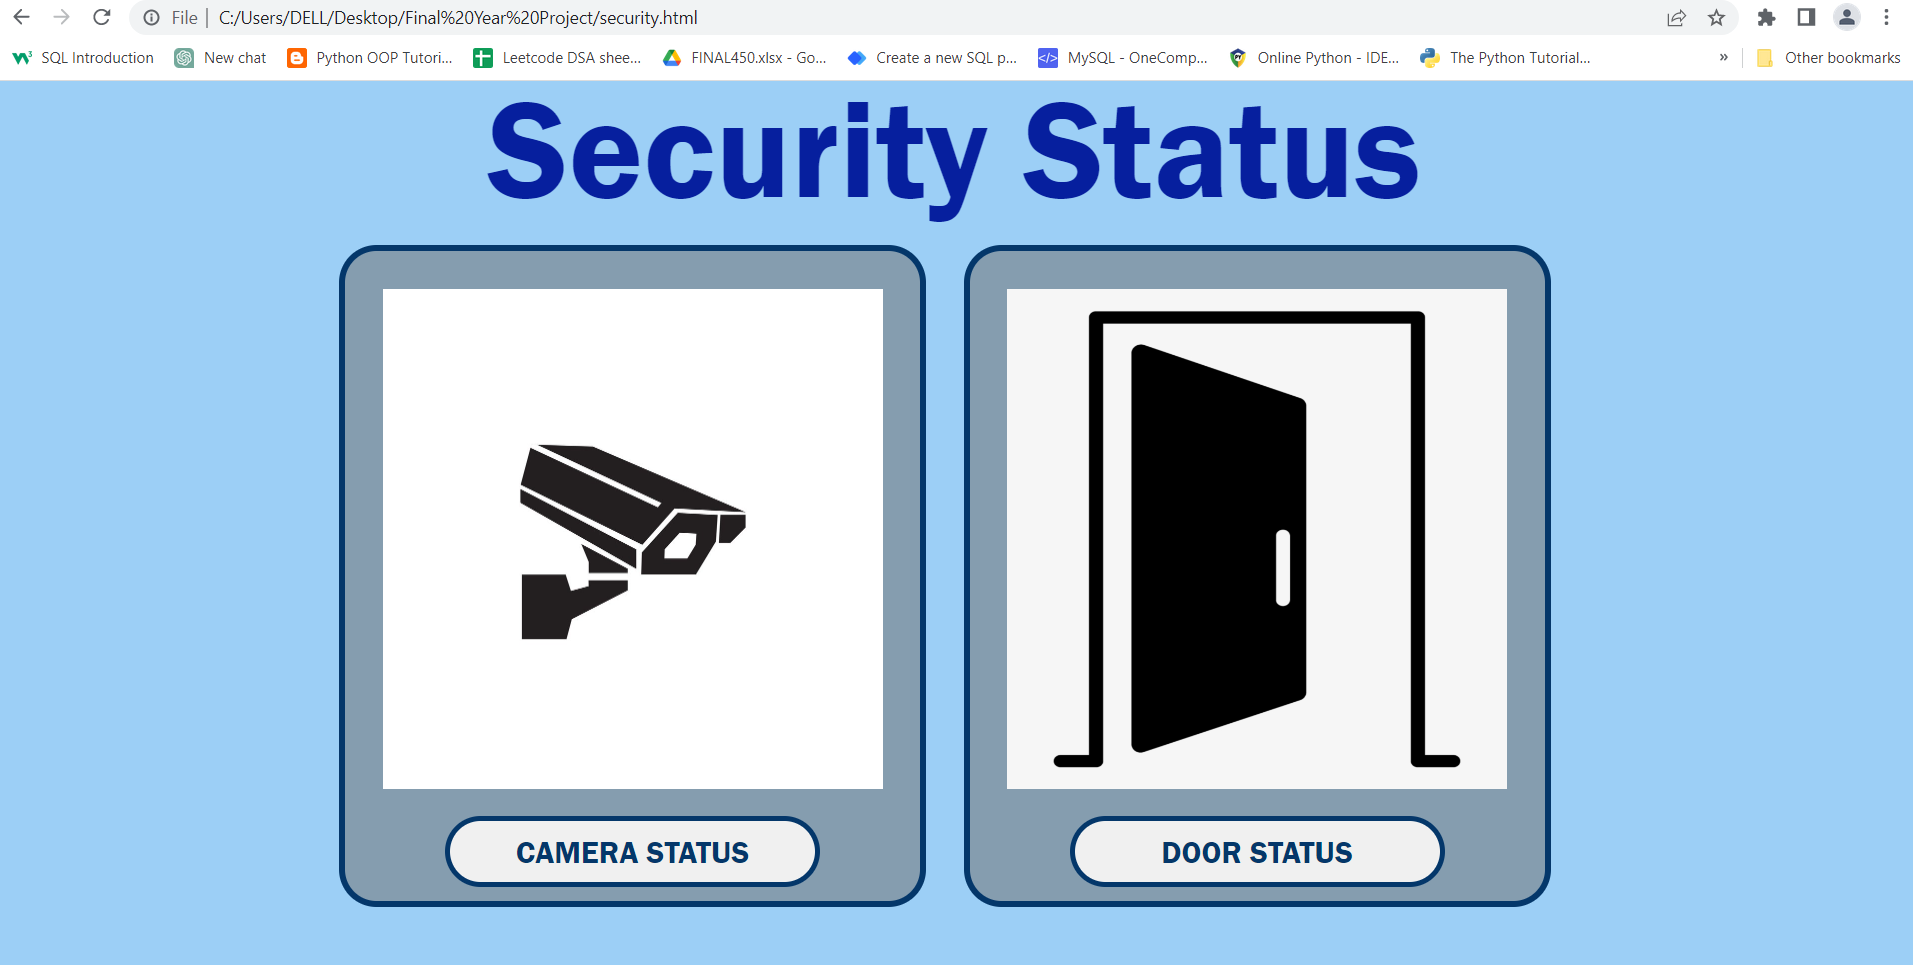 File | C:/Users/DELL/Desktop/Final%20Year%20Project/security.html
W3 SQL Introduction New chat Python OOP Tutori... Leetcode DSA shee... FINAL450.xlsx - Go... Create a new SQL p... </> MySQL - OneComp... Online Python - IDE... The Python Tutorial... » Other bookmarks
Security Status
CAMERA STATUS DOOR STATUS